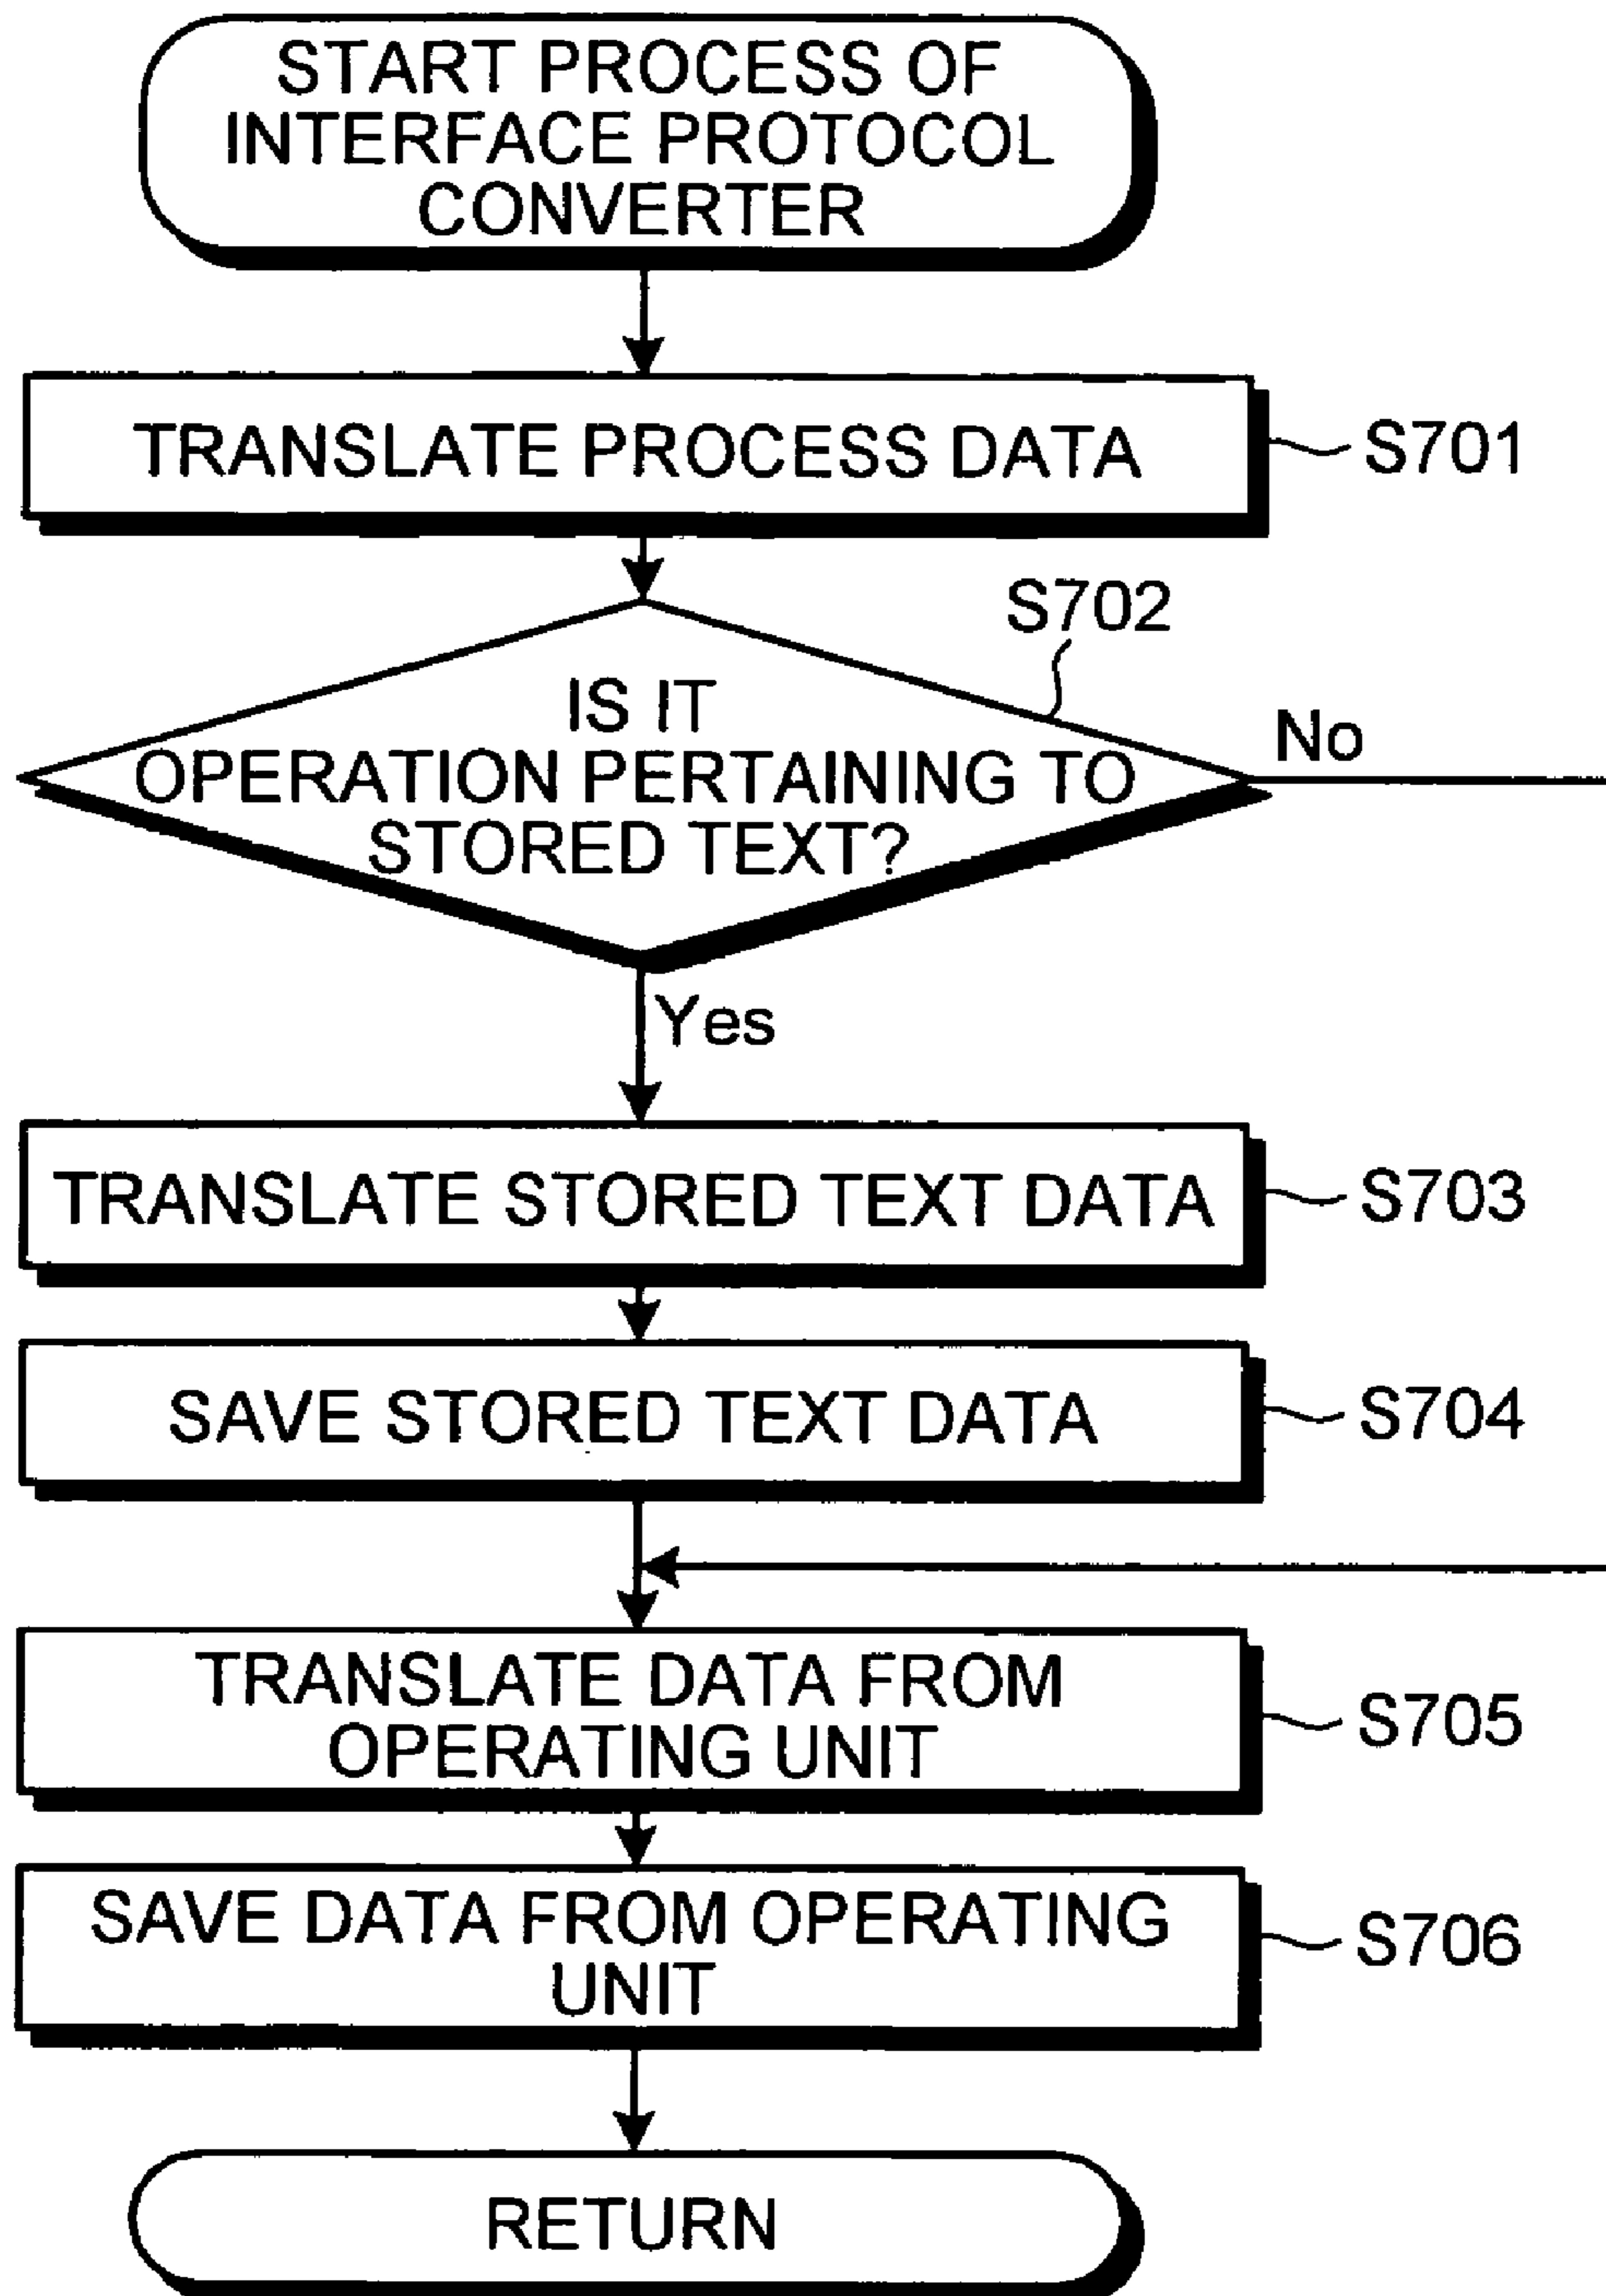 START PROCESS OF
INTERFACE PROTOCOL
CONVERTER
TRANSLATE PROCESS DATA
S701
S702
IS IT
OPERATION PERTAINING TO
STORED TEXT?
No
Yes
TRANSLATE STORED TEXT DATA
S703
SAVE STORED TEXT DATA
S704
TRANSLATE DATA FROM
OPERATING UNIT
S705
SAVE DATA FROM OPERATING
UNIT
S706
RETURN